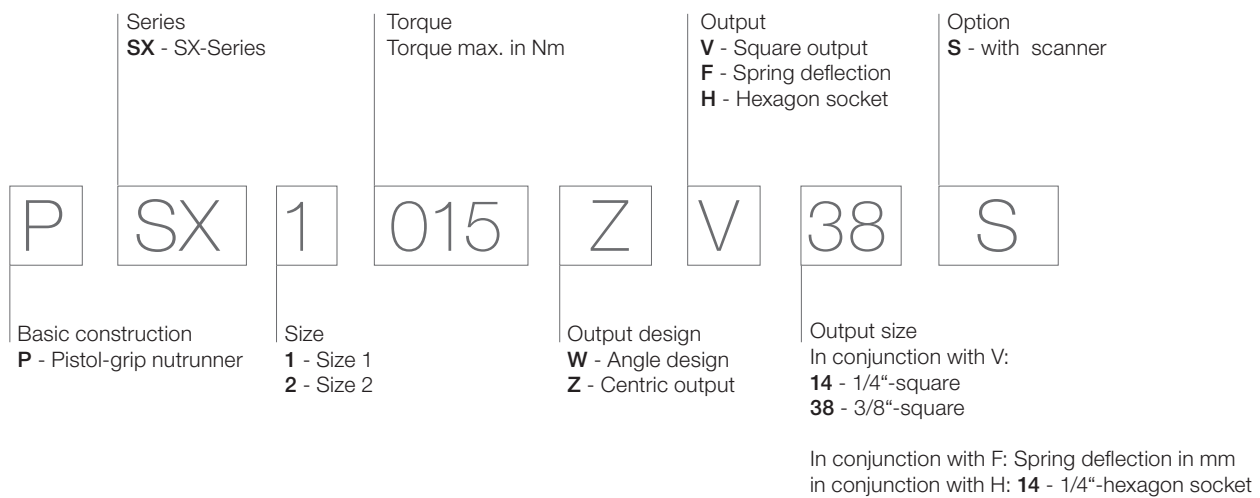 Series
SX - SX-Series
Torque
Torque max. in Nm
Output
V - Square output
F - Spring deflection
H - Hexagon socket
Option
S - with scanner
P SX 1 015 Z V 38 S
Basic construction
P - Pistol-grip nutrunner
Size
1 - Size 1
2 - Size 2
Output design
W - Angle design
Z - Centric output
Output size
In conjunction with V:
14 - 1/4“-square
38 - 3/8“-square
In conjunction with F: Spring deflection in mm
in conjunction with H: 14 - 1/4“-hexagon socket